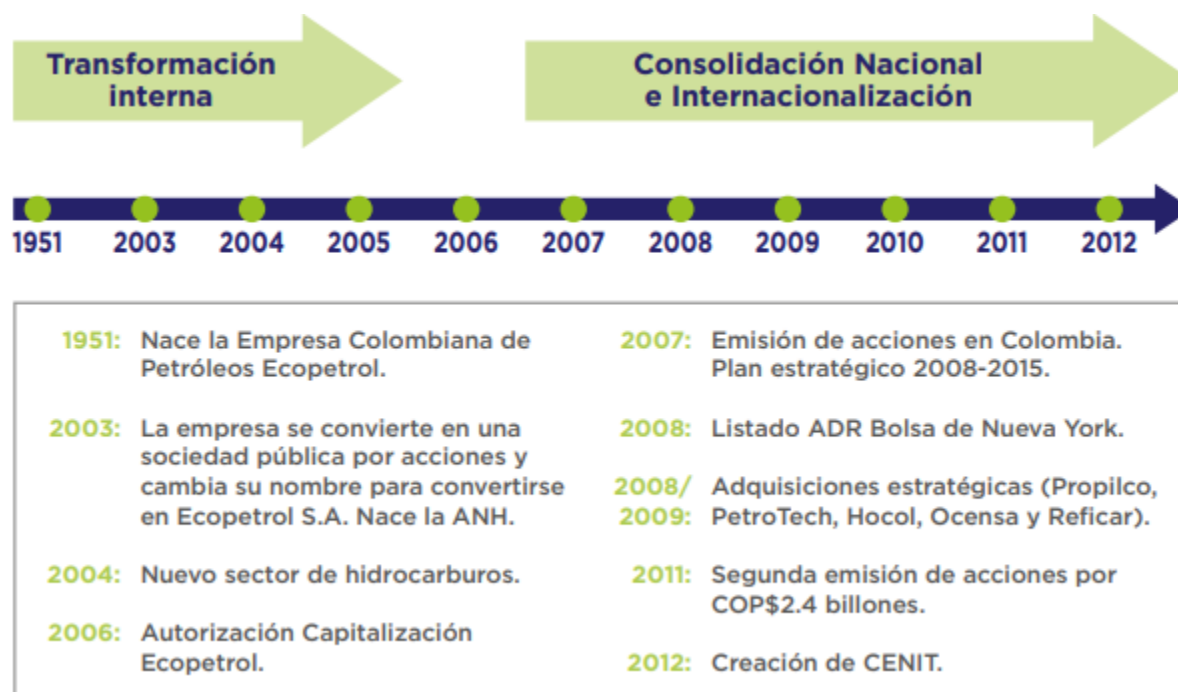 Transformación
interna
Consolidación Nacional
e Internacionalización
1951 2003 2004 2005 2006 2007 2008 2009 2010 2011 2012
1951: Nace la Empresa Colombiana de
Petróleos Ecopetrol.
2003: La empresa se convierte en una
sociedad pública por acciones y
cambia su nombre para convertirse
en Ecopetrol S.A. Nace la ANH.
2004: Nuevo sector de hidrocarburos.
2006: Autorización Capitalización
Ecopetrol.
2007: Emisión de acciones en Colombia.
Plan estratégico 2008-2015.
2008: Listado ADR Bolsa de Nueva York.
2008/ Adquisiciones estratégicas (Propilco,
2009: PetroTech, Hocol, Ocensa y Reficar).
2011: Segunda emisión de acciones por
COP$2.4 billones.
2012: Creación de CENIT.